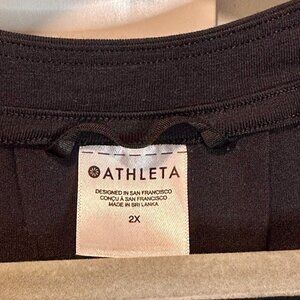 ATHLETA
DESIGNED IN SAN FRANCISCO
CONÇU À SAN FRANCISCO
MADE IN SRI LANKA
2X